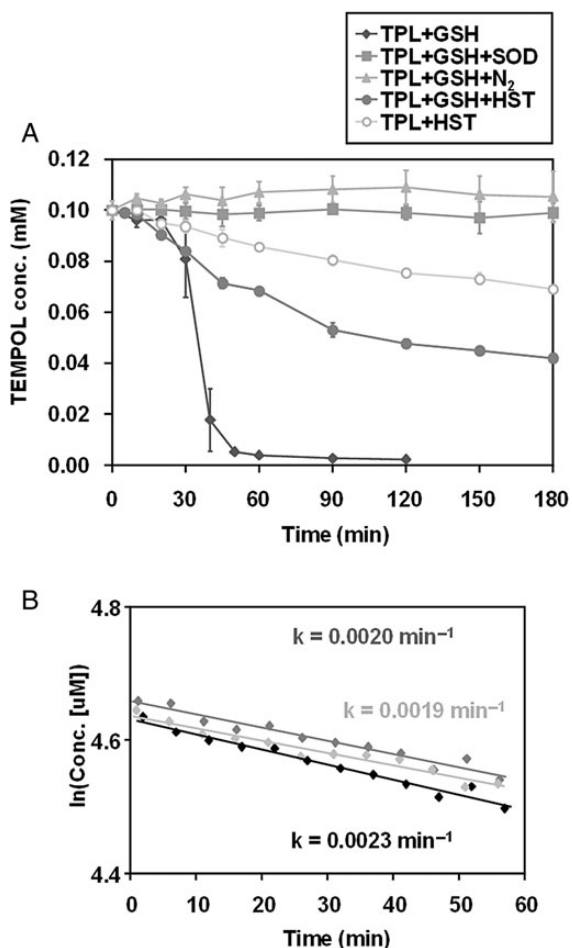 TPL+GSH
TPL+GSH+SOD
TPL+GSH+N2
TPL+GSH+HST
TPL+HST
A
TEMPOL conc. (mM)
0.12
0.10
0.08
0.06
0.04
0.02
0.00
0 30 60 90 120 150 180
Time (min)
B
ln(Conc. [uM])
4.8
4.6
4.4
k = 0.0020 min⁻¹
k = 0.0019 min⁻¹
k = 0.0023 min⁻¹
0 10 20 30 40 50 60
Time (min)